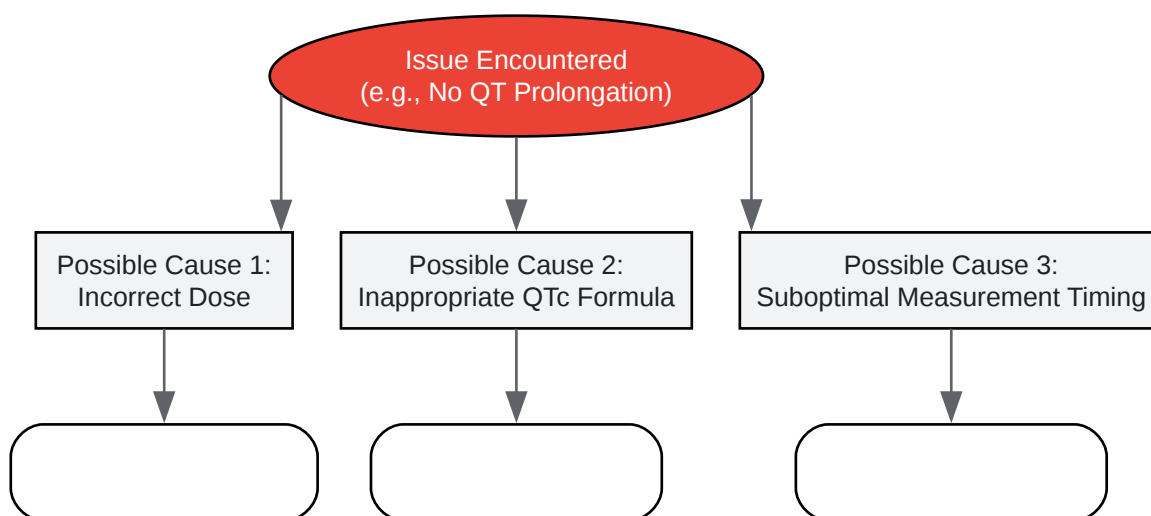 Issue Encountered
(e.g., No QT Prolongation)
Possible Cause 1:
Incorrect Dose
Possible Cause 2:
Inappropriate QTc Formula
Possible Cause 3:
Suboptimal Measurement Timing